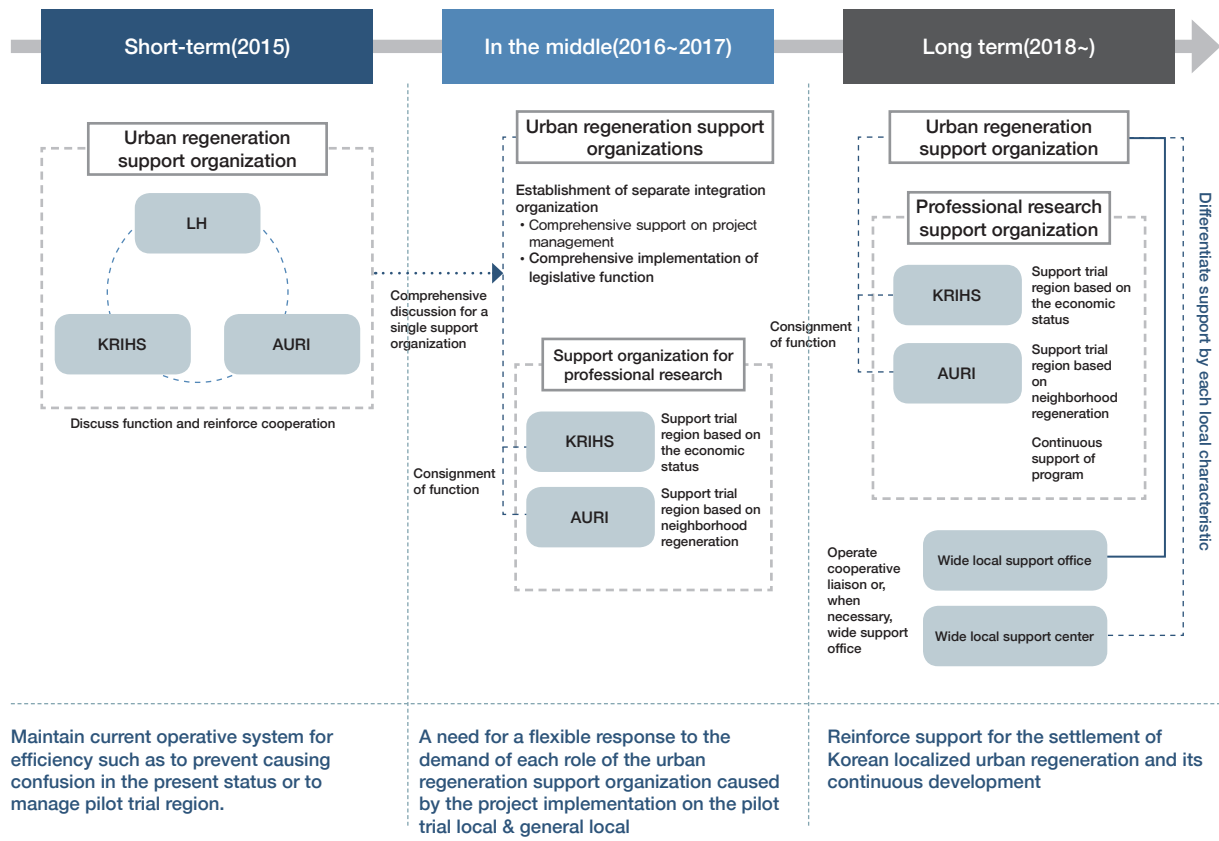 Short-term(2015)
In the middle(2016~2017)
Long term(2018~)
Urban regeneration
support organization
LH
KRIHS
AURI
Discuss function and reinforce cooperation
Comprehensive
discussion for a
single support
organization
Urban regeneration support
organizations
Establishment of separate integration
organization
• Comprehensive support on project
management
• Comprehensive implementation of
legislative function
Support organization for
professional research
Consignment
of function
KRIHS
Support trial
region based on
the economic
status
AURI
Support trial
region based on
neighborhood
regeneration
Urban regeneration
support organization
Professional research
support organization
Consignment
of function
KRIHS
Support trial
region based on
the economic
status
AURI
Support trial
region based
on
neighborhood
regeneration
Continuous
support of
program
Operate
cooperative
liaison or,
when
necessary,
wide support
office
Wide local support office
Wide local support center
Differentiate support by each local characteristic
Maintain current operative system for
efficiency such as to prevent causing
confusion in the present status or to
manage pilot trial region.
A need for a flexible response to the
demand of each role of the urban
regeneration support organization caused
by the project implementation on the pilot
trial local & general local
Reinforce support for the settlement of
Korean localized urban regeneration and its
continuous development